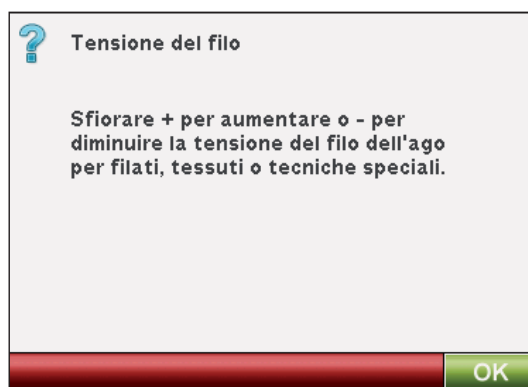 Tensione del filo
Sfiorare + per aumentare o - per
diminuire la tensione del filo dell'ago
per filati, tessuti o tecniche speciali.
OK